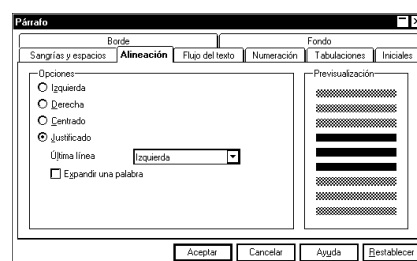 Párrafo
Borde Fondo
Sangrías y espacios Alineación Flujo del texto Numeración Tabulaciones Iniciales
Opciones
Izquierda
Derecha
Centrado
Justificado
Última línea Izquierda
Expandir una palabra
Previsualización
Aceptar Cancelar Ayuda Restablecer